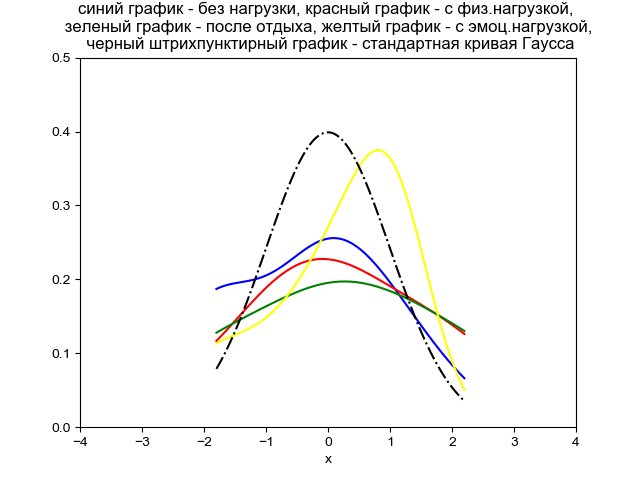 синий график - без нагрузки, красный график - с физ.нагрузкой,
зеленый график - после отдыха, желтый график - с эмоц.нагрузкой,
черный штрихпунктирный график - стандартная кривая Гаусса
0.5
0.4
0.3
0.2
0.1
0.0
−4 −3 −2 −1 0 1 2 3 4
x